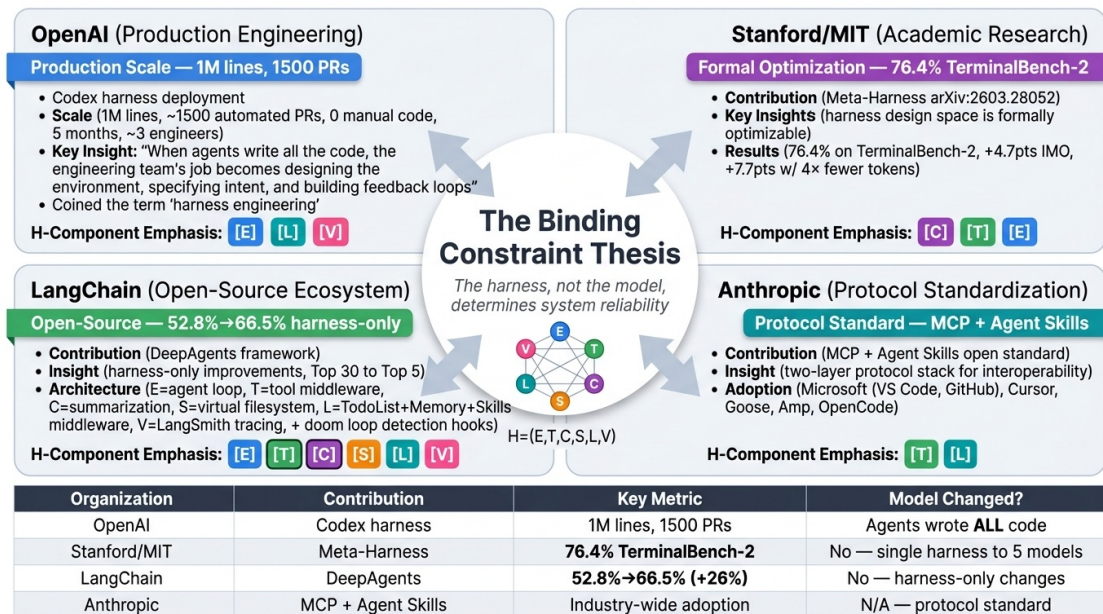 OpenAI (Production Engineering)
Production Scale — 1M lines, 1500 PRs
• Codex harness deployment
• Scale (1M lines, ~1500 automated PRs, 0 manual code,
5 months, ~3 engineers)
• Key Insight: “When agents write all the code, the
engineering team's job becomes designing the
environment, specifying intent, and building feedback loops”
• Coined the term ‘harness engineering’
H-Component Emphasis: [E] [L] [V]
Stanford/MIT (Academic Research)
Formal Optimization — 76.4% TerminalBench-2
• Contribution (Meta-Harness arXiv:2603.28052)
• Key Insights (harness design space is formally
optimizable)
• Results (76.4% on TerminalBench-2, +4.7pts IMO,
+7.7pts w/ 4× fewer tokens)
H-Component Emphasis: [C] [T] [E]
The Binding
Constraint Thesis
The harness, not the model,
determines system reliability
E
V T
L C
S
H=(E,T,C,S,L,V)
LangChain (Open-Source Ecosystem)
Open-Source — 52.8%→66.5% harness-only
• Contribution (DeepAgents framework)
• Insight (harness-only improvements, Top 30 to Top 5)
• Architecture (E=agent loop, T=tool middleware,
C=summarization, S=virtual filesystem, L=TodoList+Memory+Skills
middleware, V=LangSmith tracing, + doom loop detection hooks)
H-Component Emphasis: [E] [T] [C] [S] [L] [V]
Anthropic (Protocol Standardization)
Protocol Standard — MCP + Agent Skills
• Contribution (MCP + Agent Skills open standard)
• Insight (two-layer protocol stack for interoperability)
• Adoption (Microsoft (VS Code, GitHub), Cursor,
Goose, Amp, OpenCode)
H-Component Emphasis: [T] [L]
Organization Contribution Key Metric Model Changed?
OpenAI Codex harness 1M lines, 1500 PRs Agents wrote ALL code
Stanford/MIT Meta-Harness 76.4% TerminalBench-2 No — single harness to 5 models
LangChain DeepAgents 52.8%→66.5% (+26%) No — harness-only changes
Anthropic MCP + Agent Skills Industry-wide adoption N/A — protocol standard